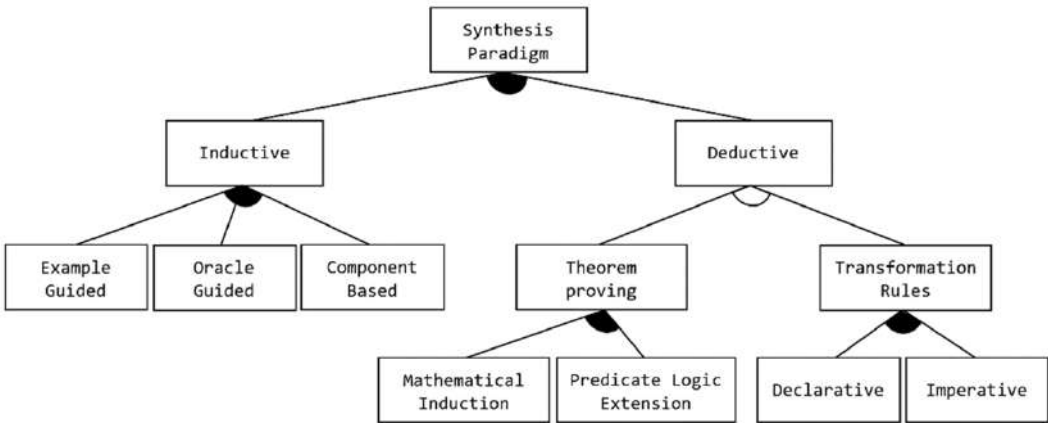 Synthesis
Paradigm
Inductive
Deductive
Example
Guided
Oracle
Guided
Component
Based
Theorem
proving
Transformation
Rules
Mathematical
Induction
Predicate Logic
Extension
Declarative
Imperative